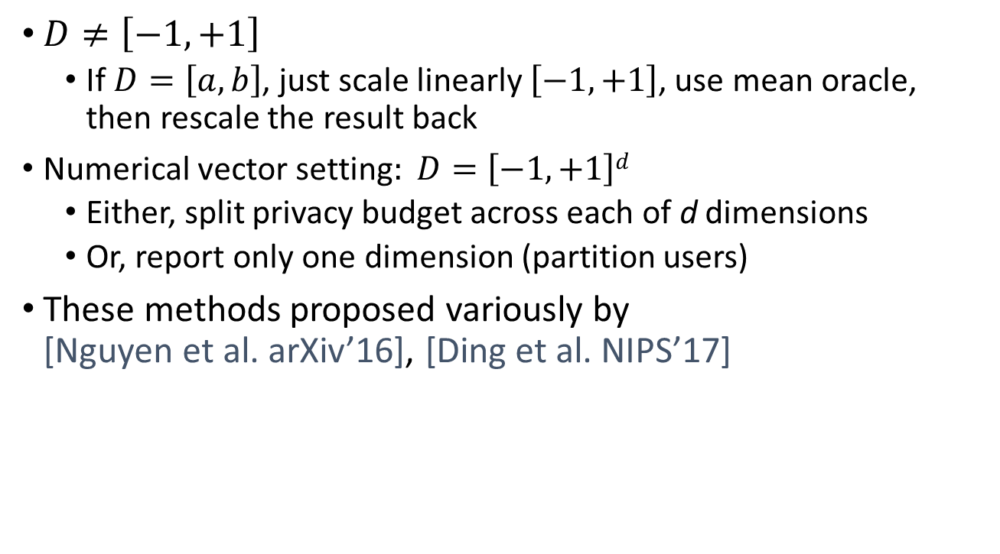 • D ≠ [−1, +1]
• If D = [a, b], just scale linearly [−1, +1], use mean oracle,
then rescale the result back
• Numerical vector setting: D = [−1, +1]ᵈ
• Either, split privacy budget across each of d dimensions
• Or, report only one dimension (partition users)
• These methods proposed variously by
[Nguyen et al. arXiv’16], [Ding et al. NIPS’17]